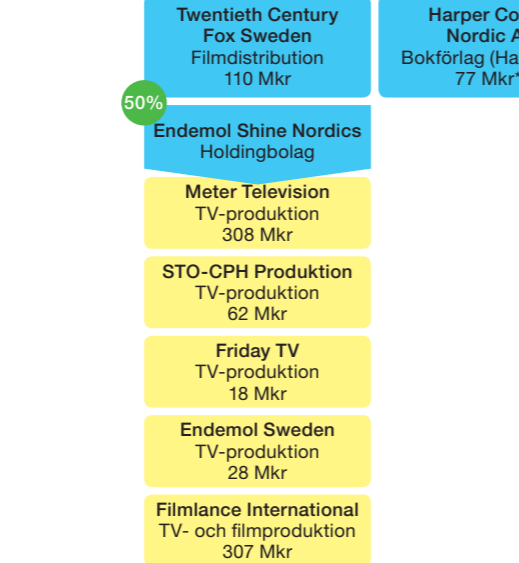 Twentieth Century
Fox Sweden
Filmdistribution
110 Mkr
Harper Co
Nordic A
Bokförlag (Ha
77 Mkr*
50%
Endemol Shine Nordics
Holdingbolag
Meter Television
TV-produktion
308 Mkr
STO-CPH Produktion
TV-produktion
62 Mkr
Friday TV
TV-produktion
18 Mkr
Endemol Sweden
TV-produktion
28 Mkr
Filmlance International
TV- och filmproduktion
307 Mkr